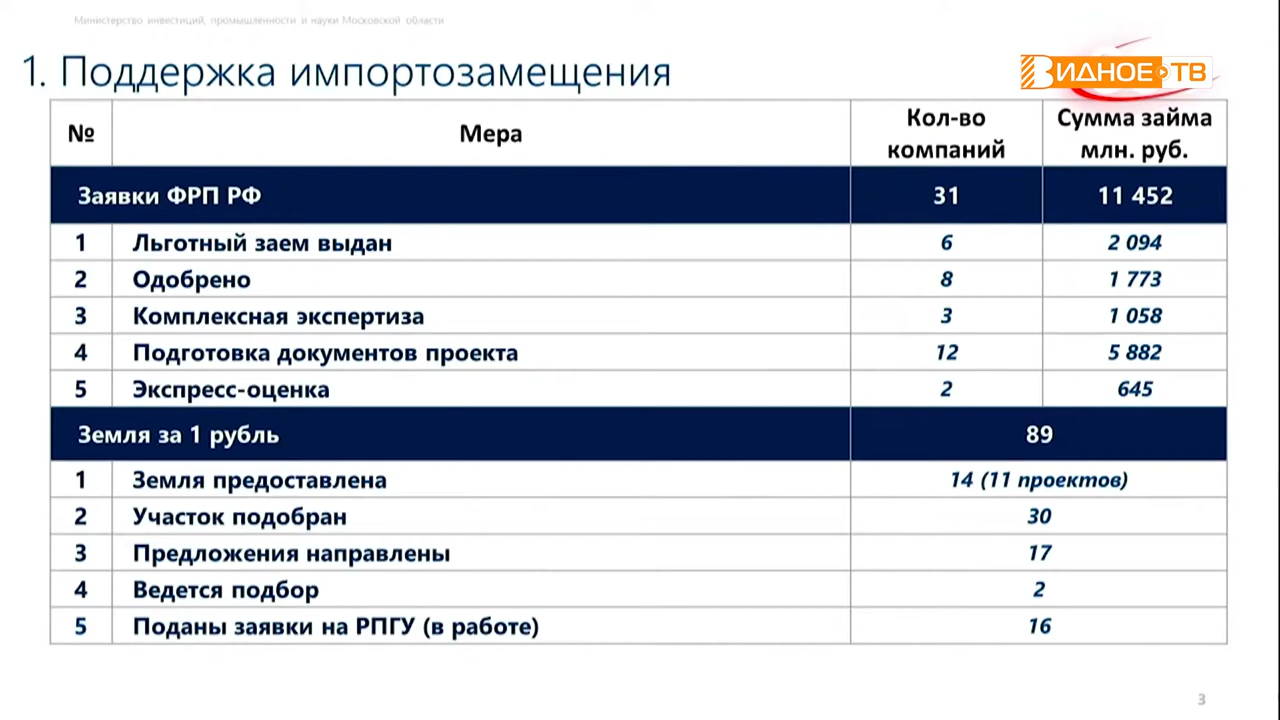 Министерство инвестиций, промышленности и науки Московской области
1. Поддержка импортозамещения
ВИДНОЕ ТВ
№ Мера Кол-во компаний Сумма займа млн. руб.
Заявки ФРП РФ 31 11 452
1 Льготный заем выдан 6 2 094
2 Одобрено 8 1 773
3 Комплексная экспертиза 3 1 058
4 Подготовка документов проекта 12 5 882
5 Экспресс-оценка 2 645
Земля за 1 рубль 89
1 Земля предоставлена 14 (11 проектов)
2 Участок подобран 30
3 Предложения направлены 17
4 Ведется подбор 2
5 Поданы заявки на РПГУ (в работе) 16
3